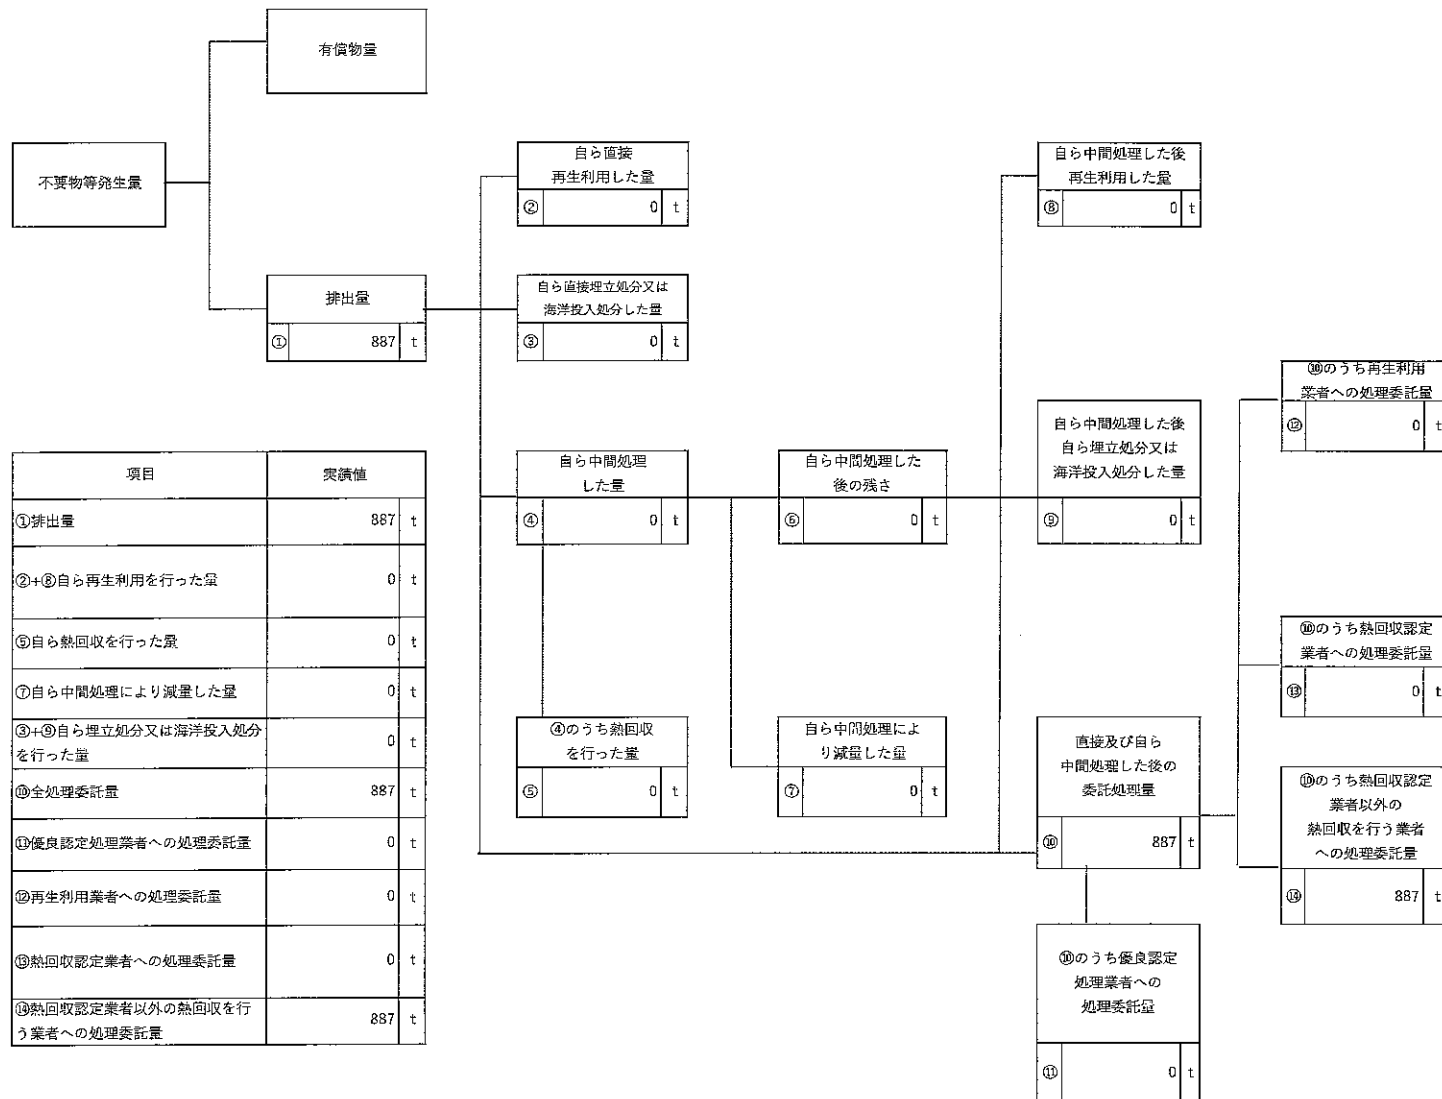 有償物量
不要物等発生量
排出量
① 887 t
自ら直接
再生利用した量
② 0 t
自ら直接埋立処分又は
海洋投入処分した量
③ 0 t
自ら中間処理
した量
④ 0 t
④のうち熱回収
を行った量
⑤ 0 t
自ら中間処理した
後の残さ
⑥ 0 t
自ら中間処理によ
り減量した量
⑦ 0 t
自ら中間処理した後
再生利用した量
⑧ 0 t
自ら中間処理した後
自ら埋立処分又は
海洋投入処分した量
⑨ 0 t
直接及び自ら
中間処理した後の
委託処理量
⑩ 887 t
⑩のうち優良認定
処理業者への
処理委託量
⑪ 0 t
⑩のうち再生利用
業者への処理委託量
⑫ 0 t
⑩のうち熱回収認定
業者への処理委託量
⑬ 0 t
⑩のうち熱回収認定
業者以外の
熱回収を行う業者
への処理委託量
⑭ 887 t
項目 実績値
①排出量 887 t
②+⑧自ら再生利用を行った量 0 t
⑤自ら熱回収を行った量 0 t
⑦自ら中間処理により減量した量 0 t
③+⑨自ら埋立処分又は海洋投入処分
を行った量 0 t
⑩全処理委託量 887 t
⑪優良認定処理業者への処理委託量 0 t
⑫再生利用業者への処理委託量 0 t
⑬熱回収認定業者への処理委託量 0 t
⑭熱回収認定業者以外の熱回収を行
う業者への処理委託量 887 t